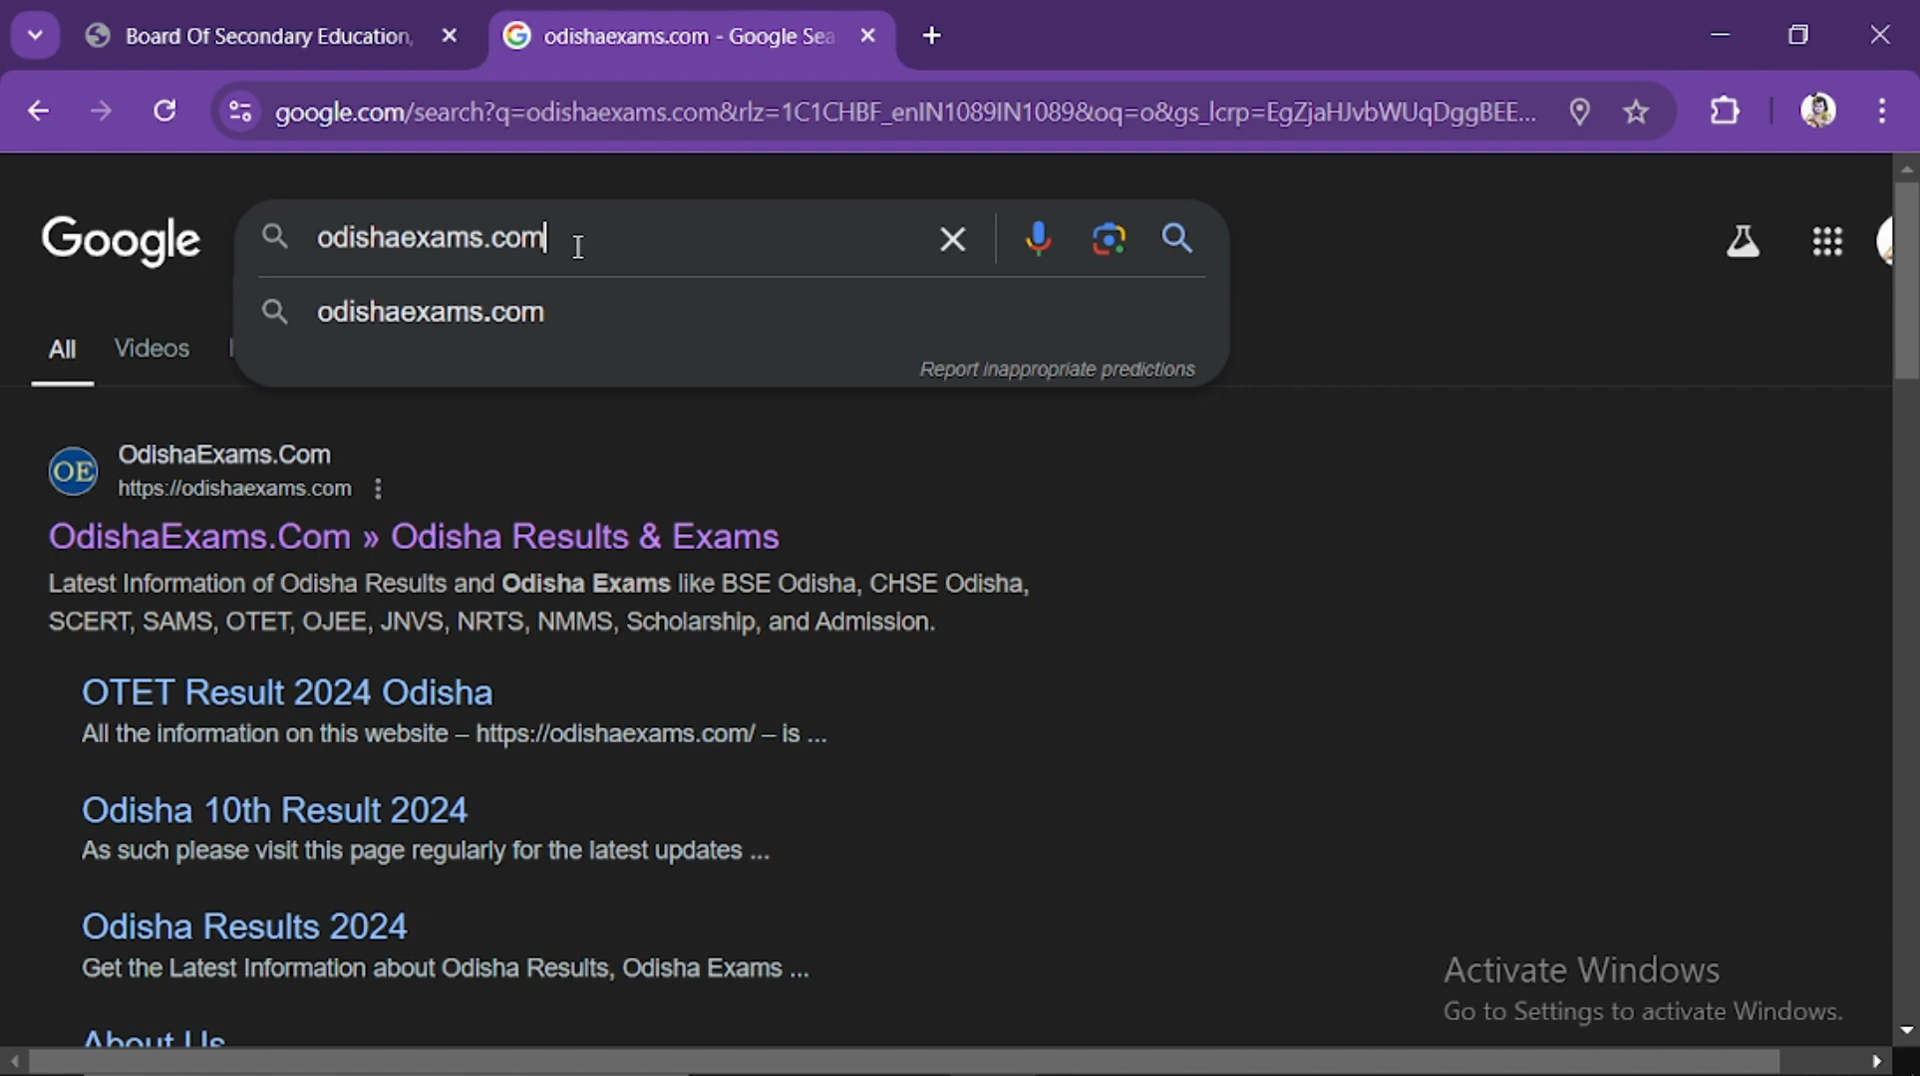 Board Of Secondary Education,
odishaexams.com - Google Sea
google.com/search?q=odishaexams.com&rlz=1C1CHBF_enIN1089IN1089&oq=o&gs_lcrp=EgZjaHJvbWUqDggBEE...
Google
odishaexams.com
odishaexams.com
Report inappropriate predictions
All Videos
OE
OdishaExams.Com
https://odishaexams.com
OdishaExams.Com » Odisha Results & Exams
Latest Information of Odisha Results and Odisha Exams like BSE Odisha, CHSE Odisha,
SCERT, SAMS, OTET, OJEE, JNVS, NRTS, NMMS, Scholarship, and Admission.
OTET Result 2024 Odisha
All the information on this website – https://odishaexams.com/ – is ...
Odisha 10th Result 2024
As such please visit this page regularly for the latest updates ...
Odisha Results 2024
Get the Latest Information about Odisha Results, Odisha Exams ...
About Us
Activate Windows
Go to Settings to activate Windows.